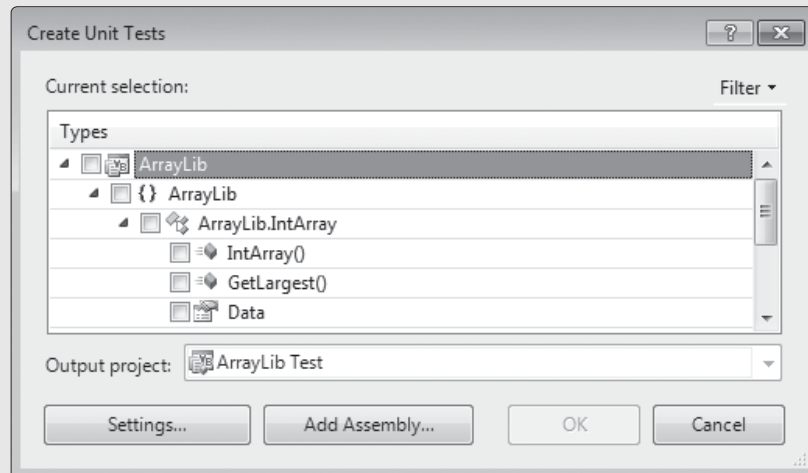 Create Unit Tests
Current selection:
Filter
Types
ArrayLib
{} ArrayLib
ArrayLib.IntArray
IntArray()
GetLargest()
Data
Output project: ArrayLib Test
Settings... Add Assembly... OK Cancel